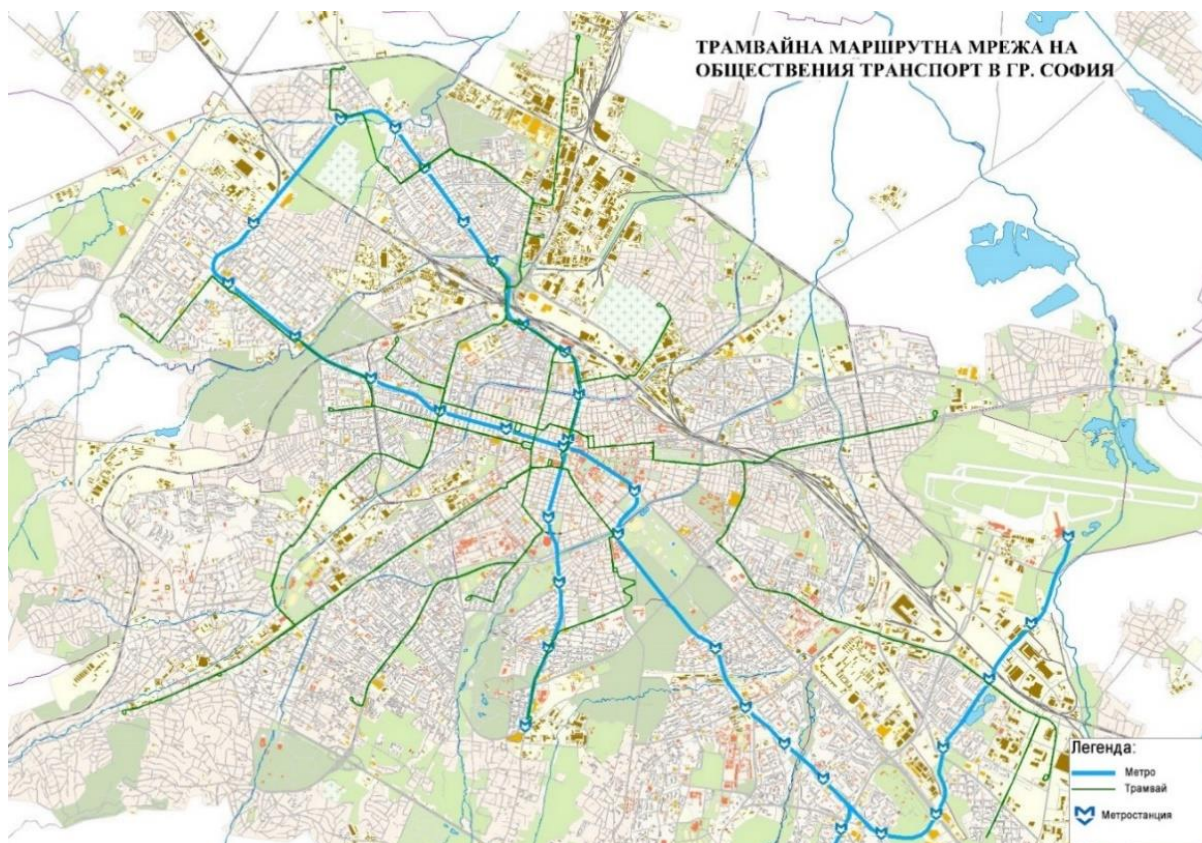 ТРАМВАЙНА МАРШРУТНА МРЕЖА НА
ОБЩЕСТВЕНИЯ ТРАНСПОРТ В ГР. СОФИЯ
Легенда:
Метро
Трамвай
Метростанция